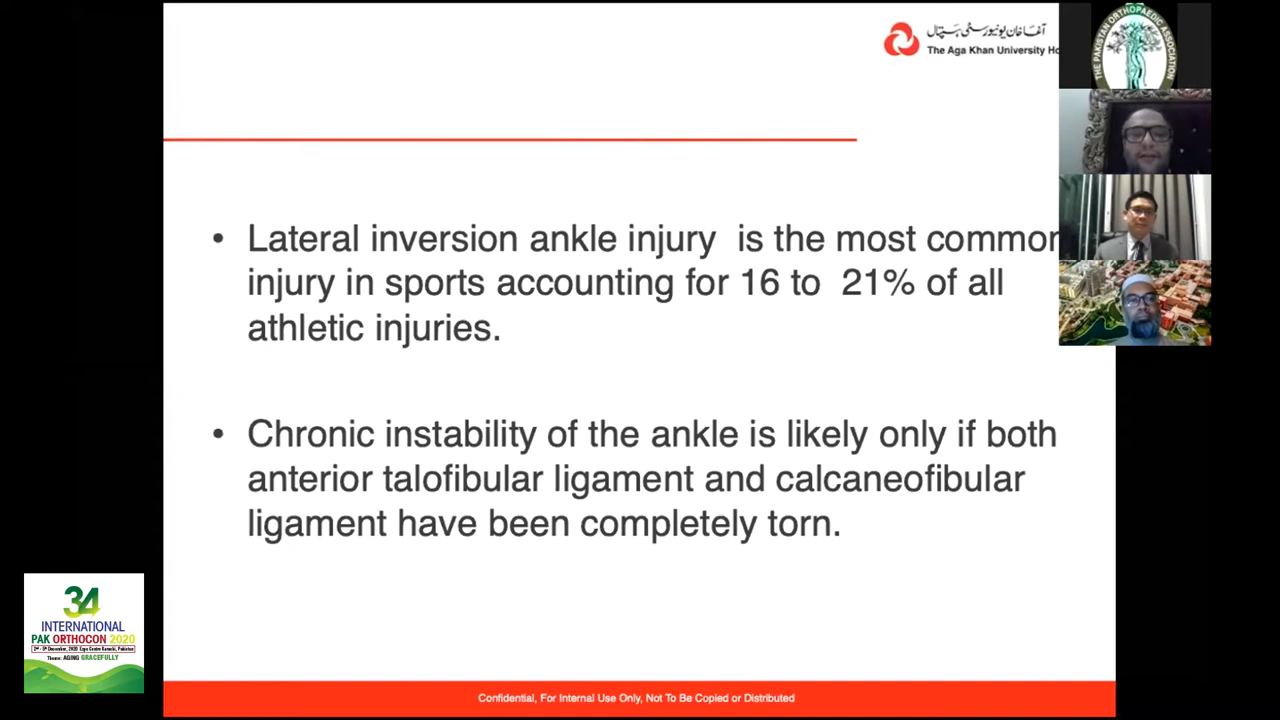 آغا خان یونیورسٹی ہسپتال
The Aga Khan University Ho
THE PAKISTAN ORTHOPAEDIC ASSOCIATION
• Lateral inversion ankle injury is the most common
injury in sports accounting for 16 to 21% of all
athletic injuries.
• Chronic instability of the ankle is likely only if both
anterior talofibular ligament and calcaneofibular
ligament have been completely torn.
34
INTERNATIONAL
PAK ORTHOCON 2020
2nd - 5th December, 2020 Expo Centre Karachi, Pakistan
Theme: AGING GRACEFULLY
Confidential, For Internal Use Only, Not To Be Copied or Distributed